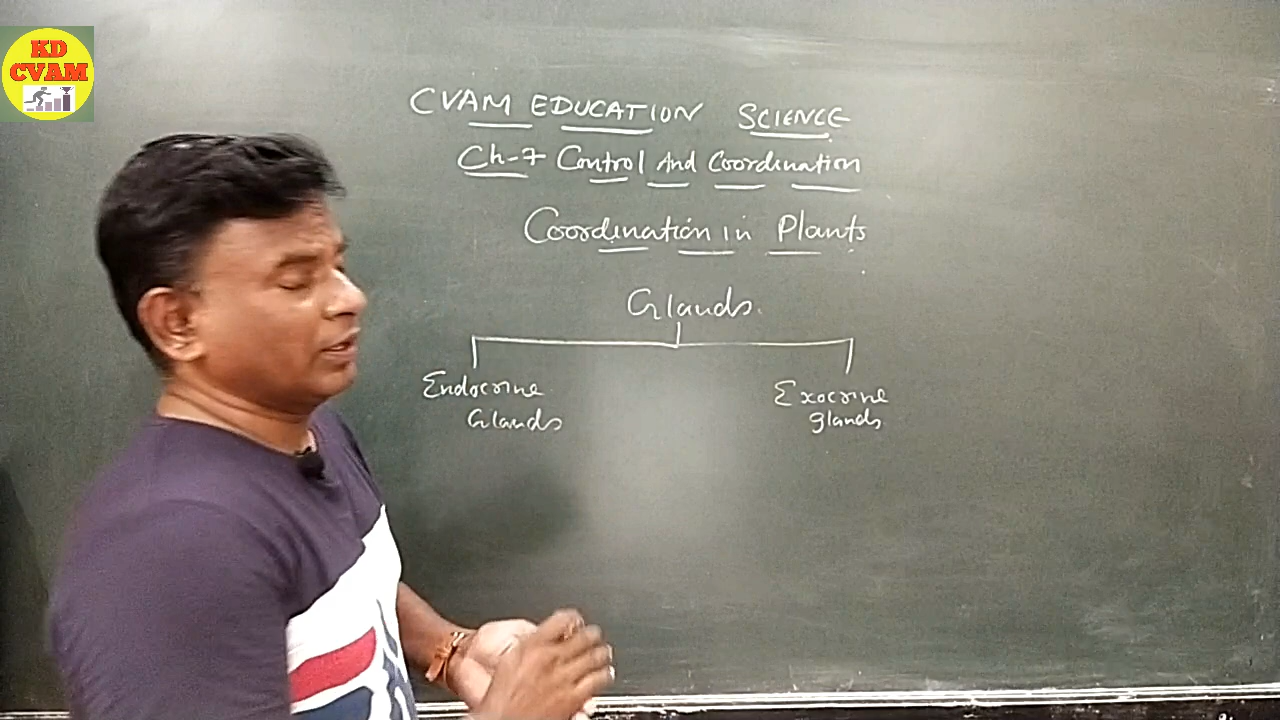 KD
CVAM
CVAM EDUCATION SCIENCE
Ch-7 Control And Coordination
Coordination in Plants
Glands.
Endocrine
Glands
Exocrine
glands